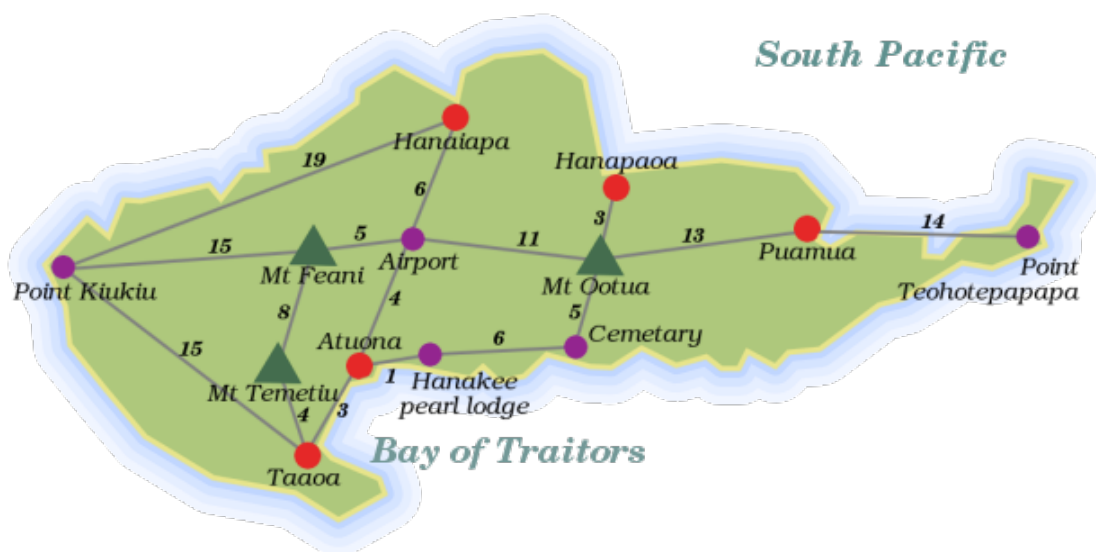 South Pacific
Hanaiapa
19
Hanapaoa
6
3
14
15
5
11
13
Puamua
Point Kiukiu
Mt Feani
Airport
Mt Ootua
Point
Teohotepapapa
4
8
5
Atuona
6
Cemetary
15
1
Mt Temetiu
Hanakee
pearl lodge
4
3
Bay of Traitors
Taaoa